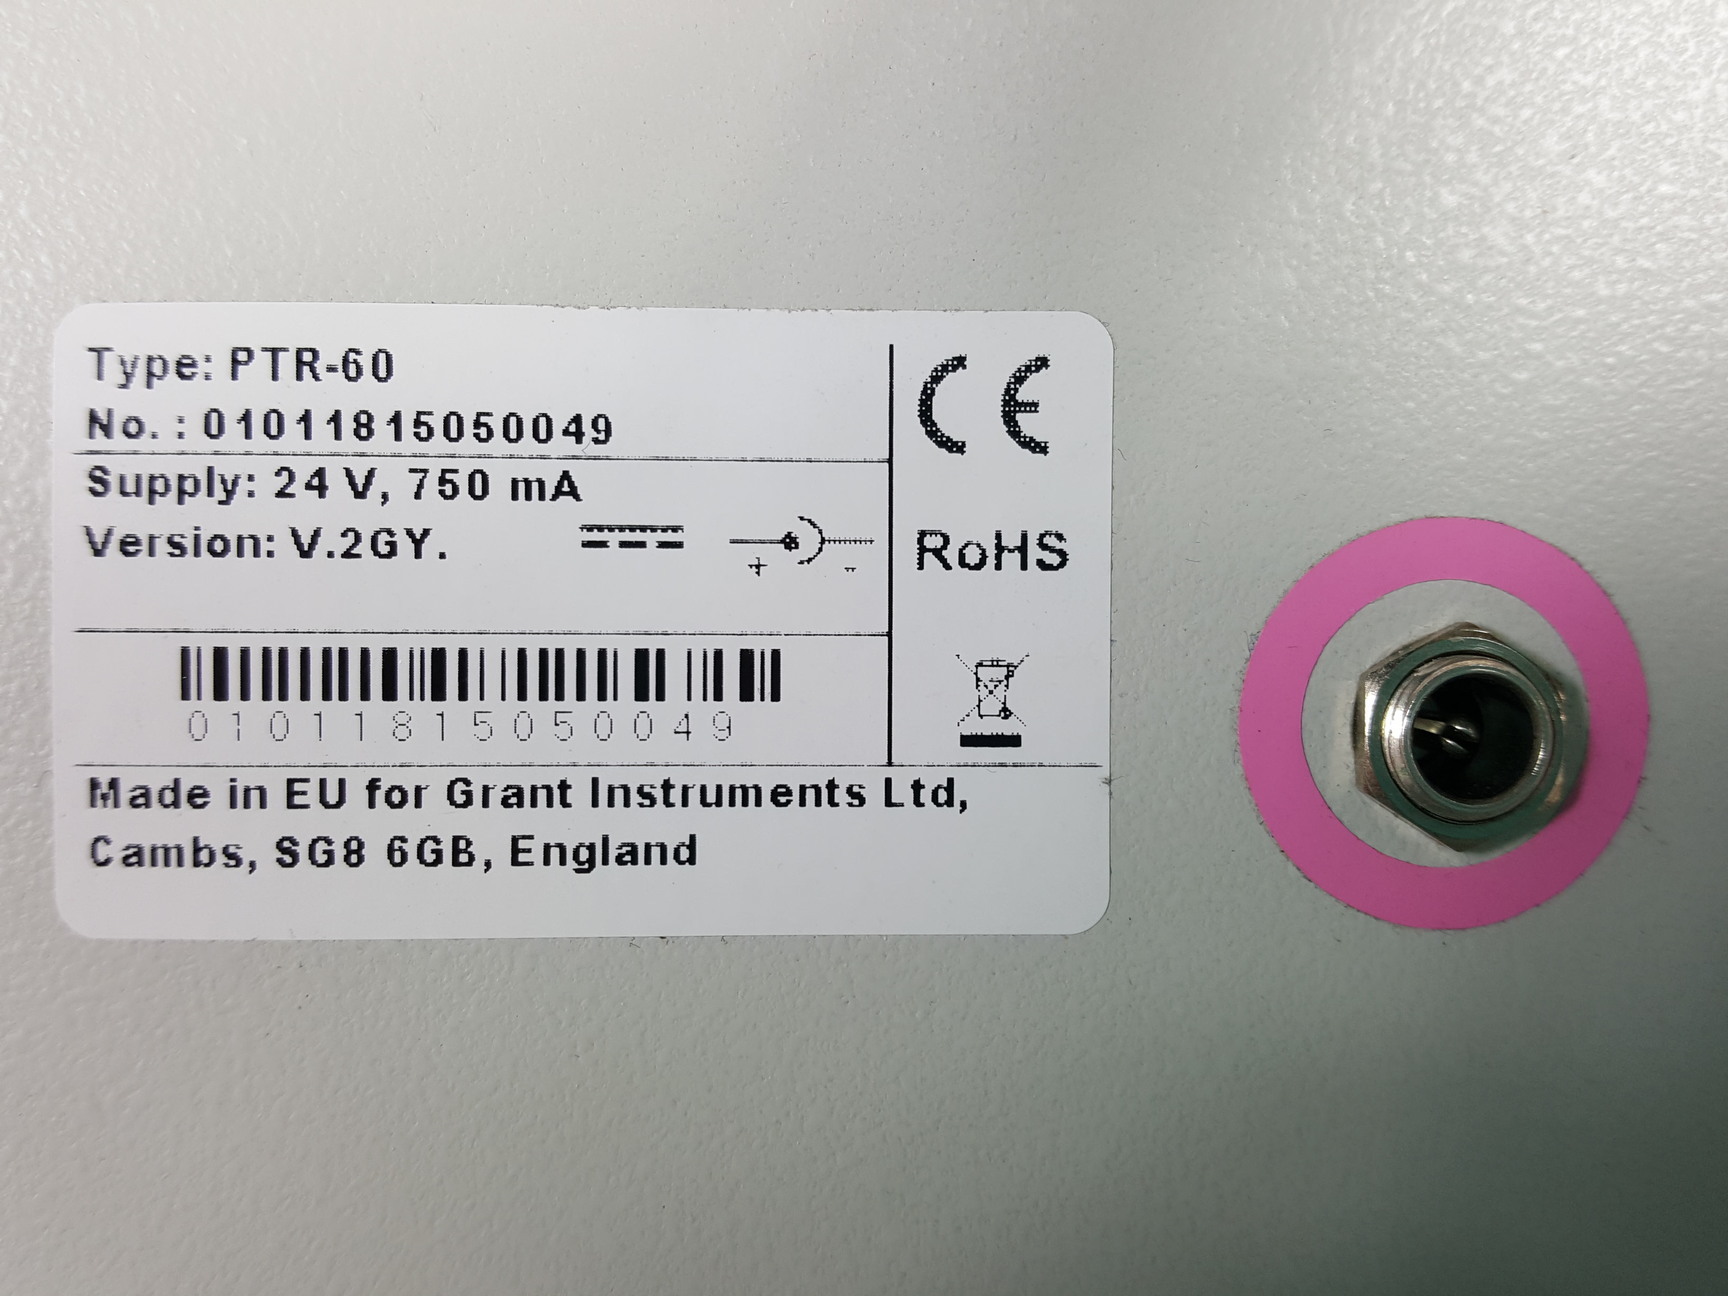 Type: PTR-60
No. : 01011815050049
Supply: 24 V, 750 mA
Version: V.2GY.
+ -
CE
RoHS
01011815050049
Made in EU for Grant Instruments Ltd,
Cambs, SG8 6GB, England